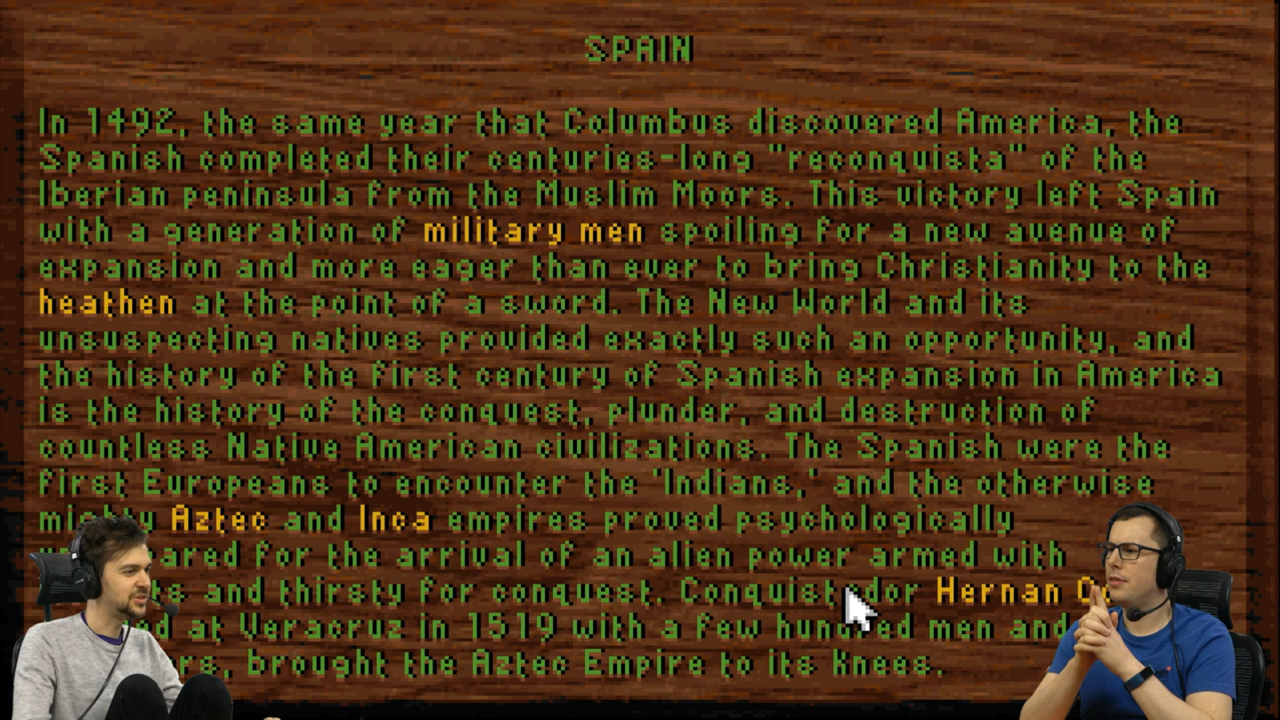 SPAIN
In 1492, the same year that Columbus discovered America, the
Spanish completed their centuries-long "reconquista" of the
Iberian peninsula from the Muslim Moors. This victory left Spain
with a generation of military men spoiling for a new avenue of
expansion and more eager than ever to bring Christianity to the
heathen at the point of a sword. The New World and its
unsuspecting natives provided exactly such an opportunity, and
the history of the first century of Spanish expansion in America
is the history of the conquest, plunder, and destruction of
countless Native American civilizations. The Spanish were the
first Europeans to encounter the 'Indians,' and the otherwise
mighty Aztec and Inca empires proved psychologically
for the arrival of an alien power armed with
and thirsty for conquest. Conquistador Hernan
at Veracruz in 1519 with a few hundred men and
brought the Aztec Empire to its knees.